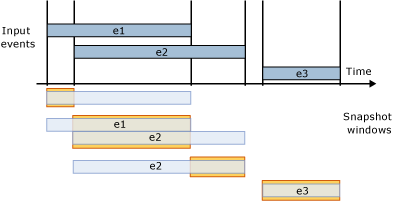 Input
events
e1
e2
e3
Time
Snapshot
windows
e1
e2
e2
e3